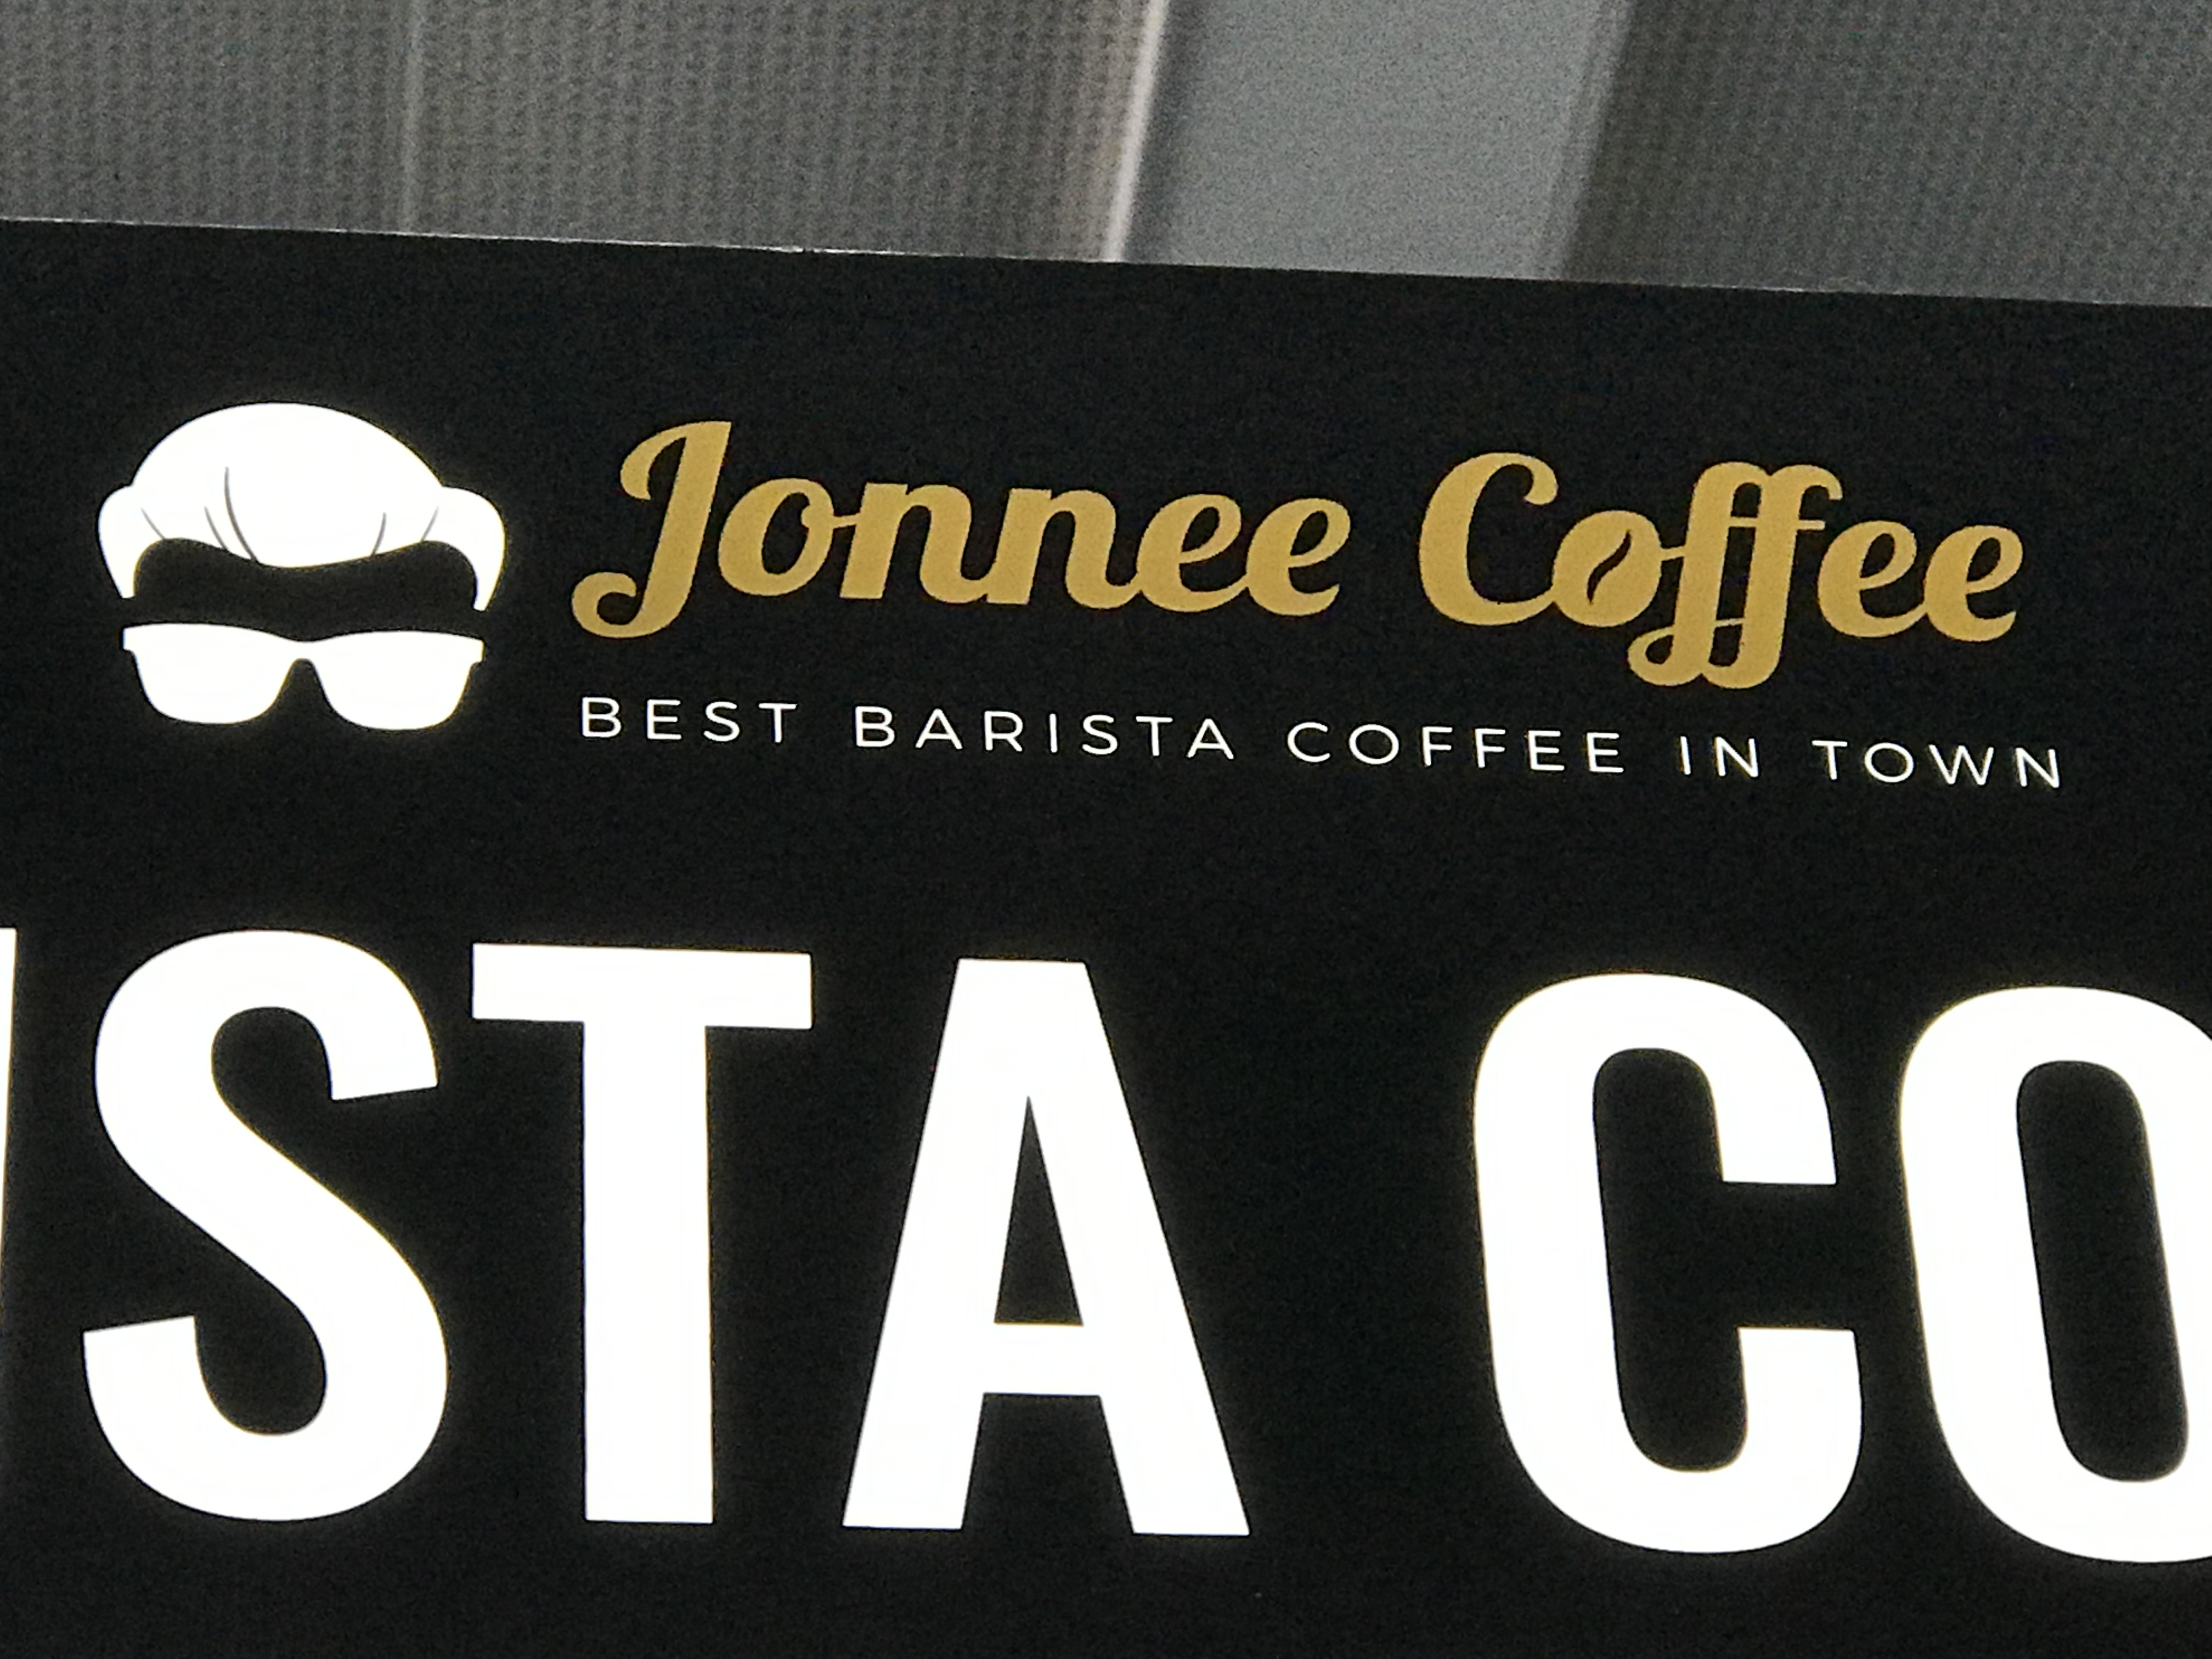 Jonnee Coffee
BEST BARISTA COFFEE IN TOWN
STA CO